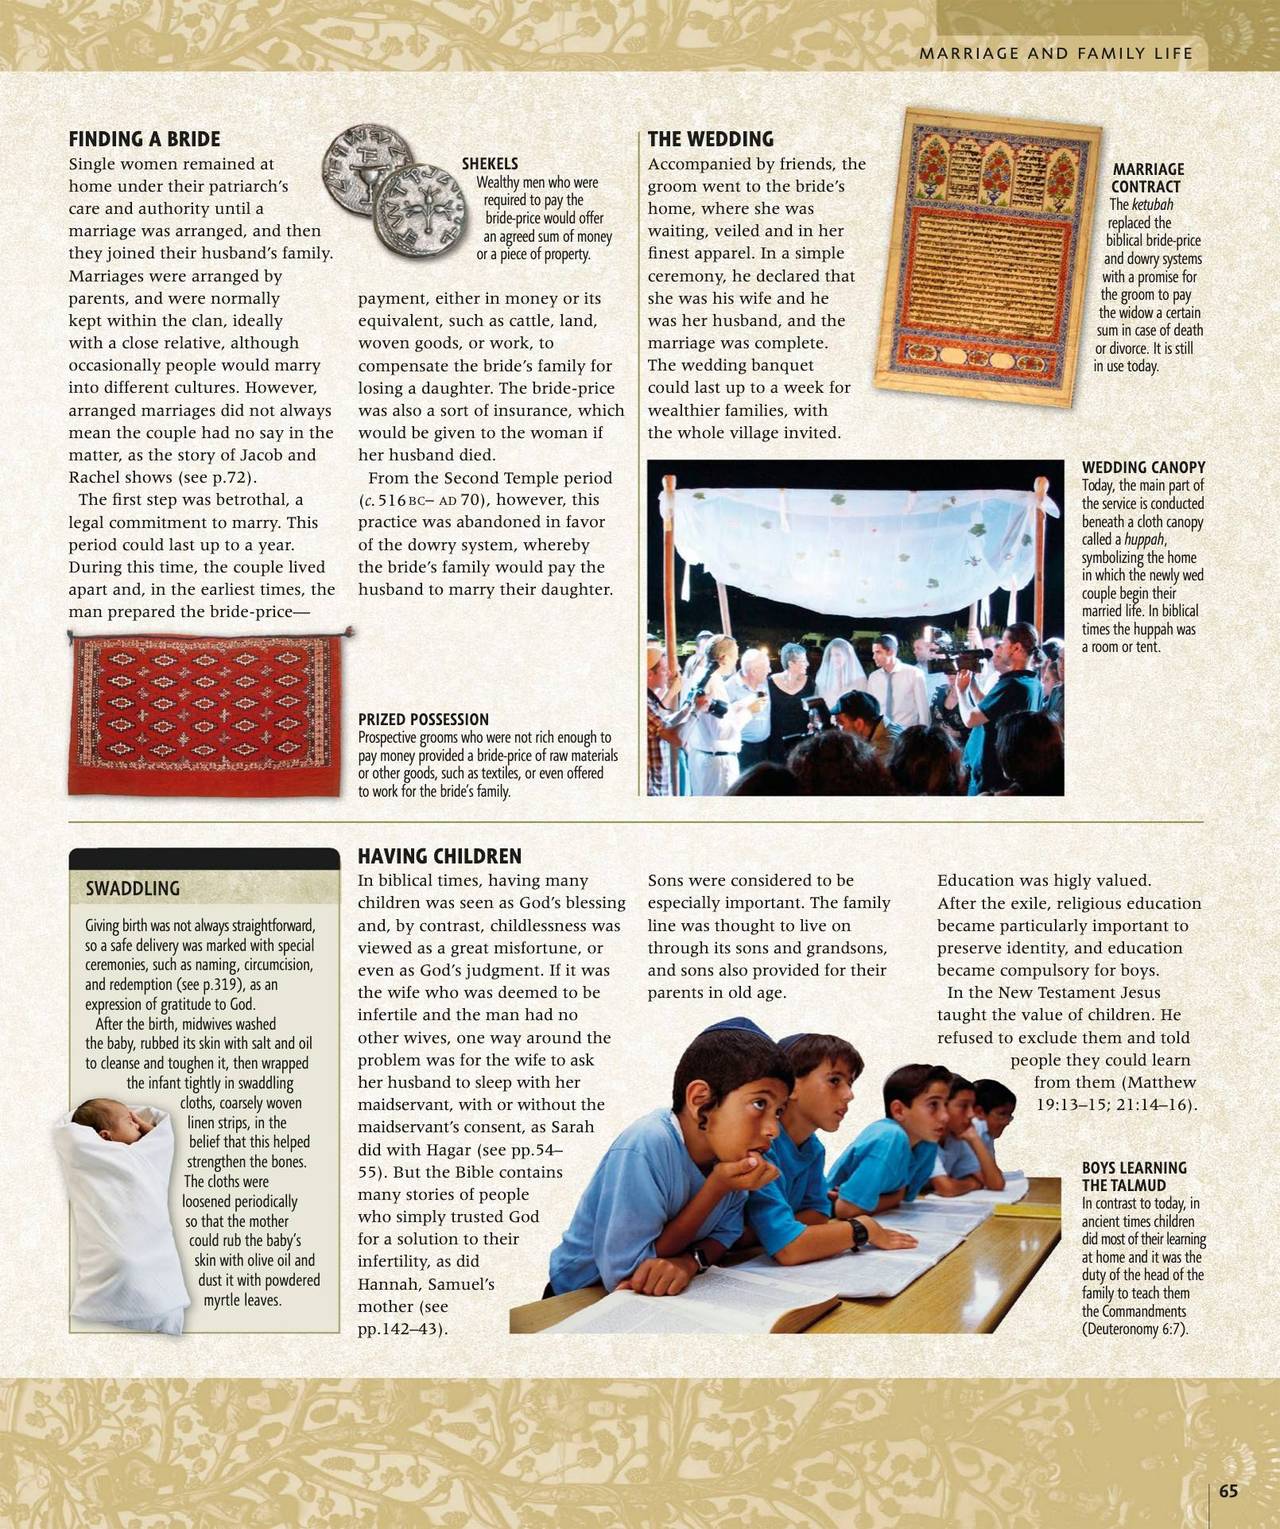 MARRIAGE AND FAMILY LIFE
FINDING A BRIDE
Single women remained at
home under their patriarch's
care and authority until a
marriage was arranged, and then
they joined their husband's family.
Marriages were arranged by
parents, and were normally
kept within the clan, ideally
with a close relative, although
occasionally people would marry
into different cultures. However,
arranged marriages did not always
mean the couple had no say in the
matter, as the story of Jacob and
Rachel shows (see p.72).
The first step was betrothal, a
legal commitment to marry. This
period could last up to a year.
During this time, the couple lived
apart and, in the earliest times, the
man prepared the bride-price—
SHEKELS
Wealthy men who were
required to pay the
bride-price would offer
an agreed sum of money
or a piece of property.
payment, either in money or its
equivalent, such as cattle, land,
woven goods, or work, to
compensate the bride's family for
losing a daughter. The bride-price
was also a sort of insurance, which
would be given to the woman if
her husband died.
From the Second Temple period
(c. 516 BC– AD 70), however, this
practice was abandoned in favor
of the dowry system, whereby
the bride's family would pay the
husband to marry their daughter.
PRIZED POSSESSION
Prospective grooms who were not rich enough to
pay money provided a bride-price of raw materials
or other goods, such as textiles, or even offered
to work for the bride's family.
THE WEDDING
Accompanied by friends, the
groom went to the bride's
home, where she was
waiting, veiled and in her
finest apparel. In a simple
ceremony, he declared that
she was his wife and he
was her husband, and the
marriage was complete.
The wedding banquet
could last up to a week for
wealthier families, with
the whole village invited.
MARRIAGE
CONTRACT
The ketubah
replaced the
biblical bride-price
and dowry systems
with a promise for
the groom to pay
the widow a certain
sum in case of death
or divorce. It is still
in use today.
WEDDING CANOPY
Today, the main part of
the service is conducted
beneath a cloth canopy
called a huppah,
symbolizing the home
in which the newly wed
couple begin their
married life. In biblical
times the huppah was
a room or tent.
SWADDLING
Giving birth was not always straightforward,
so a safe delivery was marked with special
ceremonies, such as naming, circumcision,
and redemption (see p.319), as an
expression of gratitude to God.
After the birth, midwives washed
the baby, rubbed its skin with salt and oil
to cleanse and toughen it, then wrapped
the infant tightly in swaddling
cloths, coarsely woven
linen strips, in the
belief that this helped
strengthen the bones.
The cloths were
loosened periodically
so that the mother
could rub the baby's
skin with olive oil and
dust it with powdered
myrtle leaves.
HAVING CHILDREN
In biblical times, having many
children was seen as God's blessing
and, by contrast, childlessness was
viewed as a great misfortune, or
even as God's judgment. If it was
the wife who was deemed to be
infertile and the man had no
other wives, one way around the
problem was for the wife to ask
her husband to sleep with her
maidservant, with or without the
maidservant's consent, as Sarah
did with Hagar (see pp.54–
55). But the Bible contains
many stories of people
who simply trusted God
for a solution to their
infertility, as did
Hannah, Samuel's
mother (see
pp.142–43).
Sons were considered to be
especially important. The family
line was thought to live on
through its sons and grandsons,
and sons also provided for their
parents in old age.
Education was higly valued.
After the exile, religious education
became particularly important to
preserve identity, and education
became compulsory for boys.
In the New Testament Jesus
taught the value of children. He
refused to exclude them and told
people they could learn
from them (Matthew
19:13–15; 21:14–16).
BOYS LEARNING
THE TALMUD
In contrast to today, in
ancient times children
did most of their learning
at home and it was the
duty of the head of the
family to teach them
the Commandments
(Deuteronomy 6:7).
65